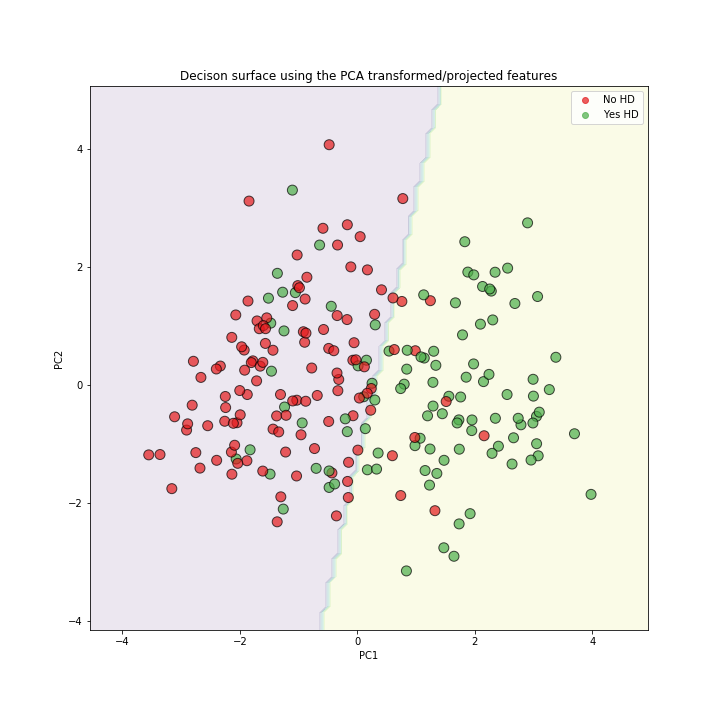 Decison surface using the PCA transformed/projected features
No HD
Yes HD
4
2
0
−2
−4
PC2
−4
−2
0
2
4
PC1